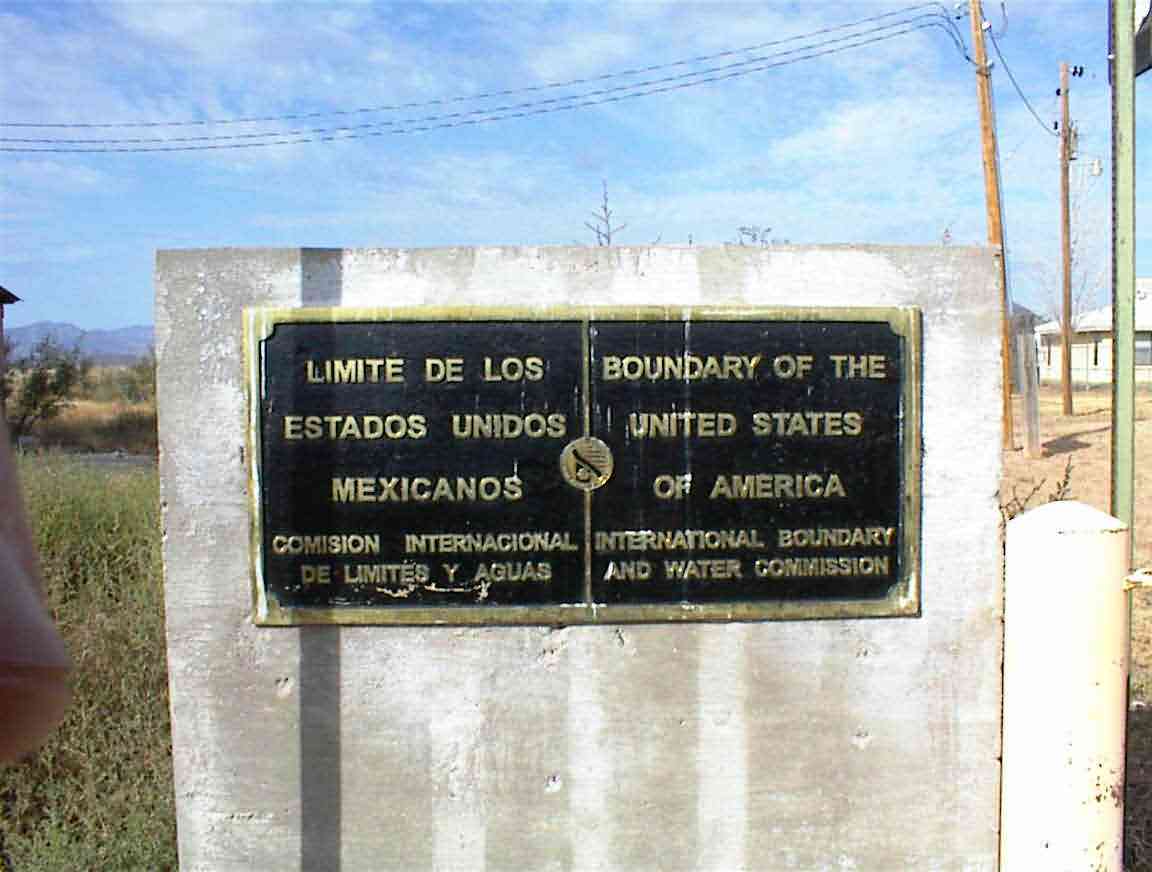 LIMITE DE LOS
ESTADOS UNIDOS
MEXICANOS
COMISION INTERNACIONAL
DE LIMITES Y AGUAS
BOUNDARY OF THE
UNITED STATES
OF AMERICA
INTERNATIONAL BOUNDARY
AND WATER COMMISSION